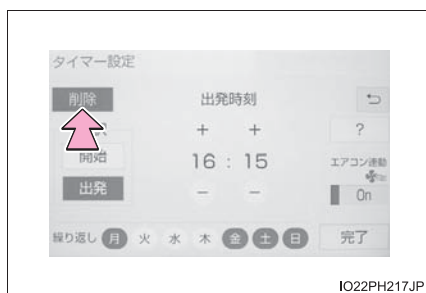 タイマー設定
削除
出発時刻
+ +
?
開始
16 : 15
エアコン連動
出発
− −
On
繰り返し 月 火 水 木 金 土 日
完了
IO22PH217JP